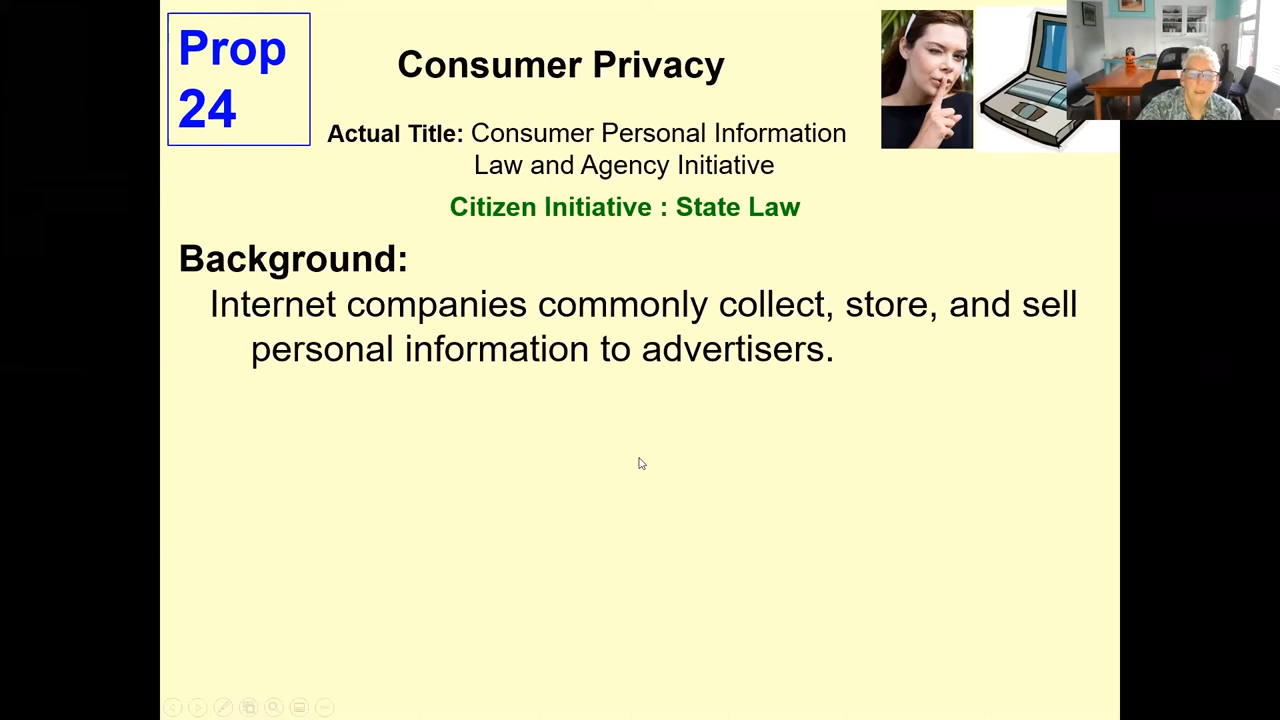 Prop
24
Consumer Privacy
Actual Title: Consumer Personal Information
Law and Agency Initiative
Citizen Initiative : State Law
Background:
Internet companies commonly collect, store, and sell
personal information to advertisers.